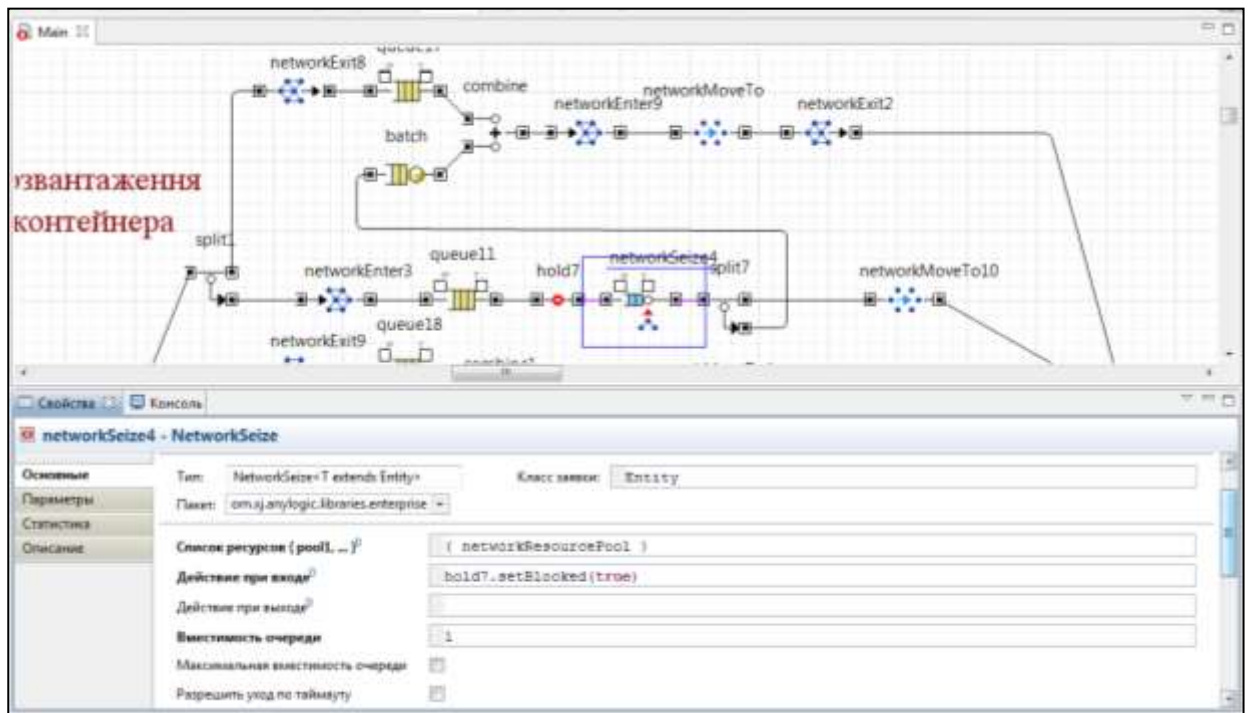 Main
networkExit8
queue17
combine
networkEnter9
networkMoveTo
networkExit2
batch
озвантаження
контейнера
split1
networkEnter3
queue11
hold7
networkSeize4
split7
networkMoveTo10
queue18
networkExit9
Свойства
Консоль
networkSeize4 - NetworkSeize
Основные
Параметры
Статистика
Описание
Тип: NetworkSeize<T extends Entity>
Класс заявки: Entity
Пакет: om.xj.anylogic.libraries.enterprise
Список ресурсов { pool1, ... } { networkResourcePool }
Действие при входе hold7.setBlocked(true)
Действие при выходе
Вместимость очереди 1
Максимальная вместимость очереди
Разрешить уход по таймауту